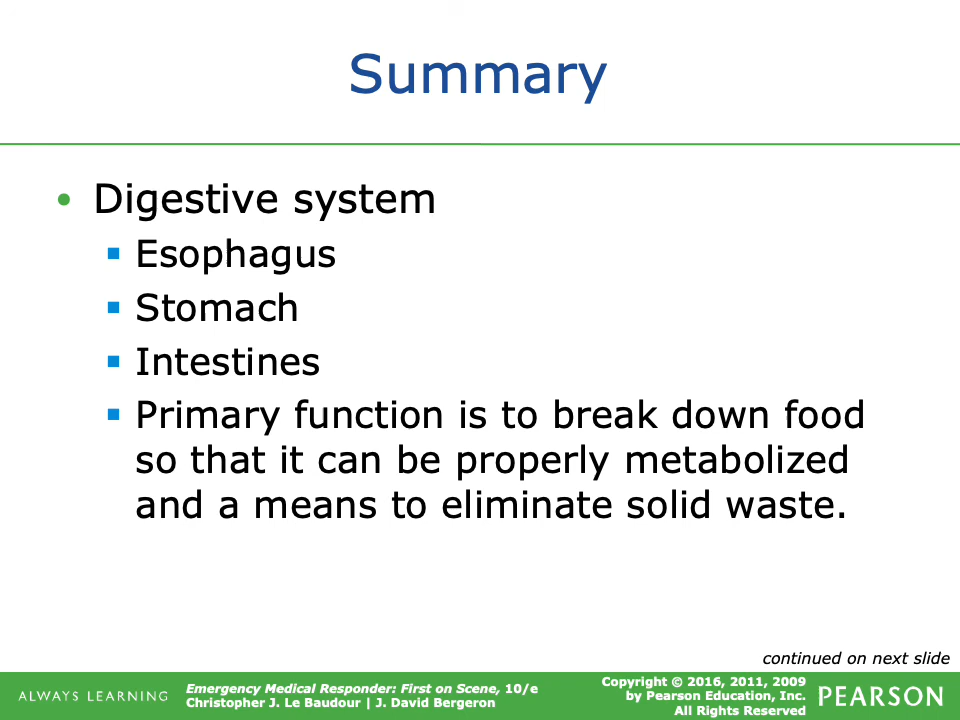 Summary
• Digestive system
▪ Esophagus
▪ Stomach
▪ Intestines
▪ Primary function is to break down food
so that it can be properly metabolized
and a means to eliminate solid waste.
continued on next slide
ALWAYS LEARNING
Emergency Medical Responder: First on Scene, 10/e
Christopher J. Le Baudour | J. David Bergeron
Copyright © 2016, 2011, 2009
by Pearson Education, Inc.
All Rights Reserved
PEARSON